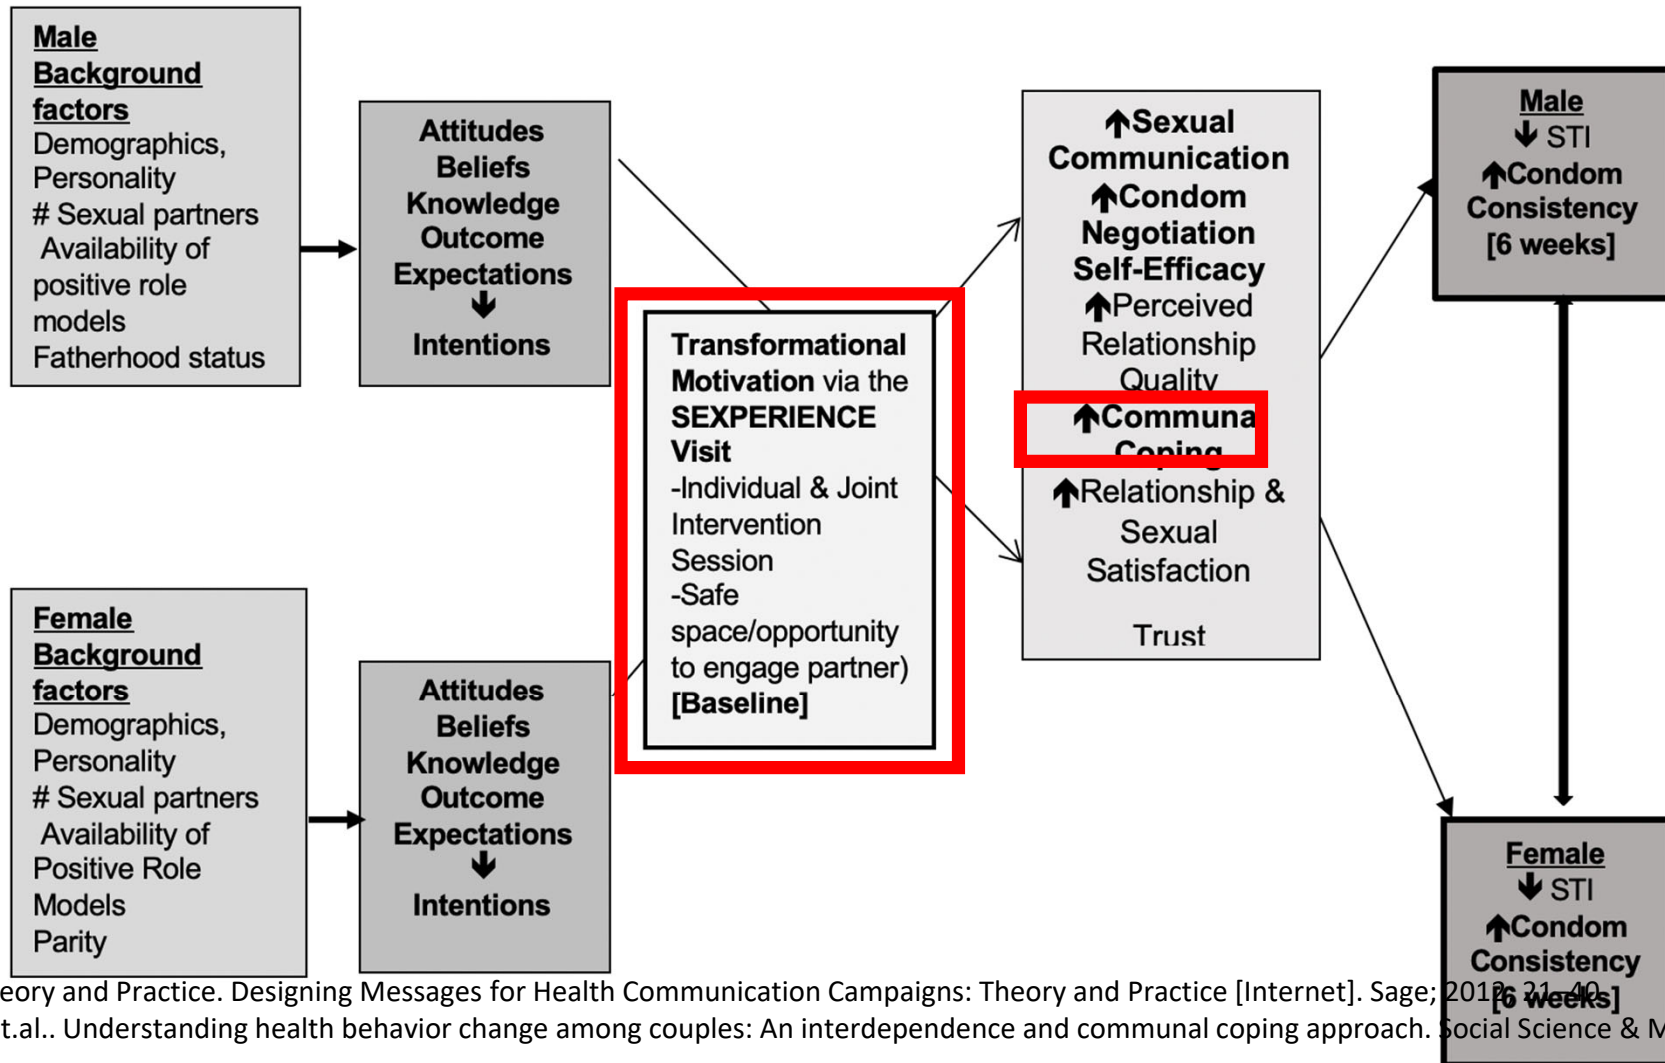 Male
Background
factors
Demographics,
Personality
# Sexual partners
Availability of
positive role
models
Fatherhood status
Attitudes
Beliefs
Knowledge
Outcome
Expectations
Intentions
Transformational
Motivation via the
SEXPERIENCE
Visit
-Individual & Joint
Intervention
Session
-Safe
space/opportunity
to engage partner)
[Baseline]
Sexual
Communication
Condom
Negotiation
Self-Efficacy
Perceived
Relationship
Quality
Communa
Coping
Relationship &
Sexual
Satisfaction
Trust
Male
STI
Condom
Consistency
[6 weeks]
Female
Background
factors
Demographics,
Personality
# Sexual partners
Availability of
Positive Role
Models
Parity
Attitudes
Beliefs
Knowledge
Outcome
Expectations
Intentions
Female
STI
Condom
Consistency
[6 weeks]
eory and Practice. Designing Messages for Health Communication Campaigns: Theory and Practice [Internet]. Sage;
t.al.. Understanding health behavior change among couples: An interdependence and communal coping approach. Social Science & M